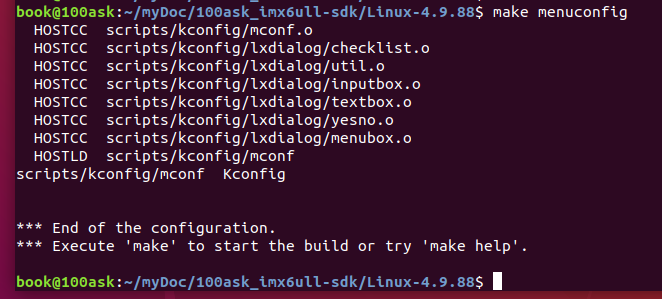 book@100ask:~/myDoc/100ask_imx6ull-sdk/Linux-4.9.88$ make menuconfig
  HOSTCC  scripts/kconfig/mconf.o
  HOSTCC  scripts/kconfig/lxdialog/checklist.o
  HOSTCC  scripts/kconfig/lxdialog/util.o
  HOSTCC  scripts/kconfig/lxdialog/inputbox.o
  HOSTCC  scripts/kconfig/lxdialog/textbox.o
  HOSTCC  scripts/kconfig/lxdialog/yesno.o
  HOSTCC  scripts/kconfig/lxdialog/menubox.o
  HOSTLD  scripts/kconfig/mconf
scripts/kconfig/mconf  Kconfig
*** End of the configuration.
*** Execute 'make' to start the build or try 'make help'.
book@100ask:~/myDoc/100ask_imx6ull-sdk/Linux-4.9.88$